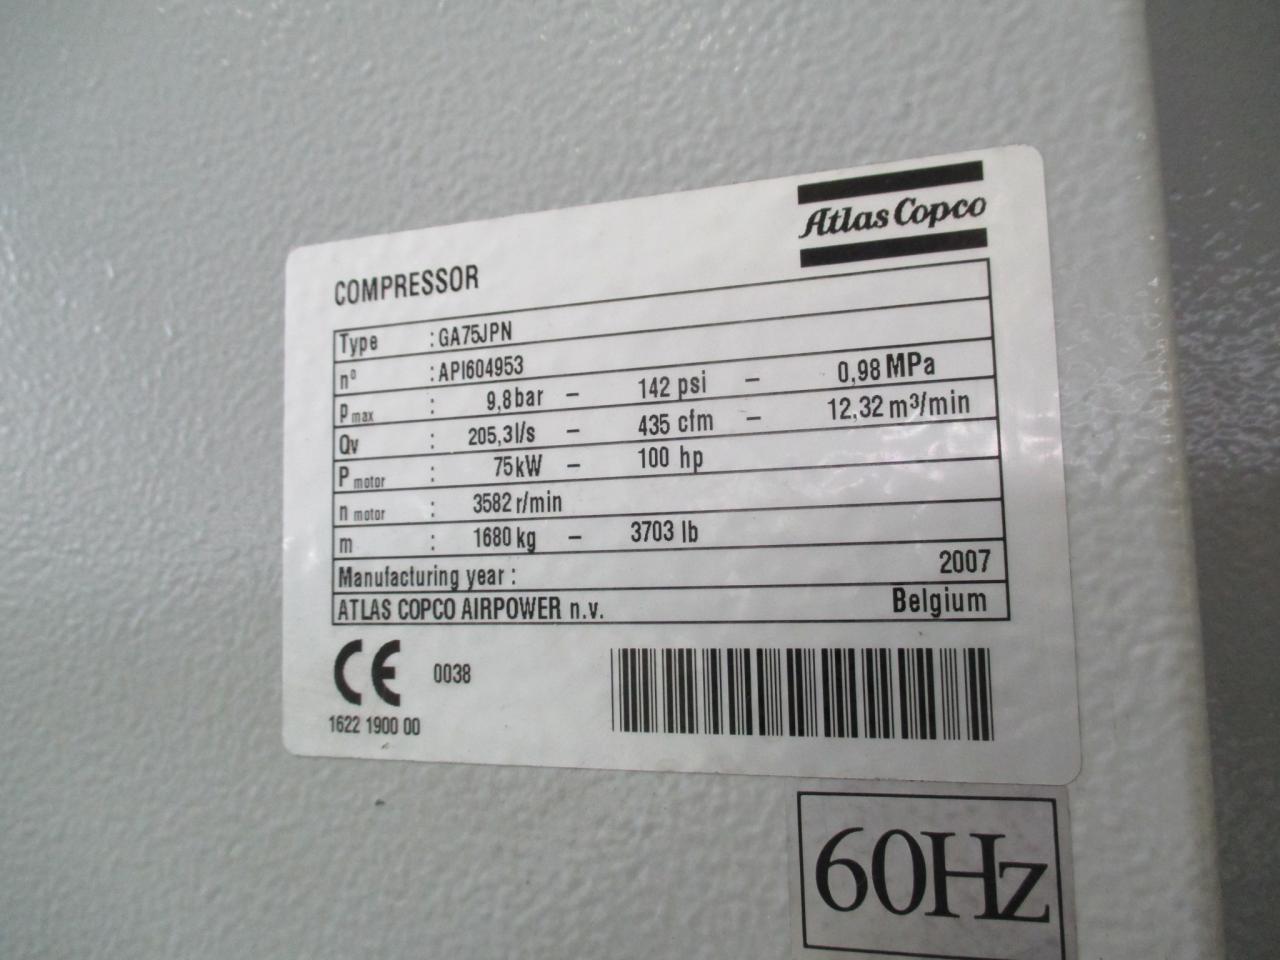 Atlas Copco
COMPRESSOR
Type : GA75JPN
n° : API604953
p max : 9,8 bar – 142 psi – 0,98 MPa
Qv : 205,3 l/s – 435 cfm – 12,32 m³/min
P motor : 75 kW – 100 hp
n motor : 3582 r/min
m : 1680 kg – 3703 lb
Manufacturing year : 2007
ATLAS COPCO AIRPOWER n.v. Belgium
CE 0038
1622 1900 00
60Hz